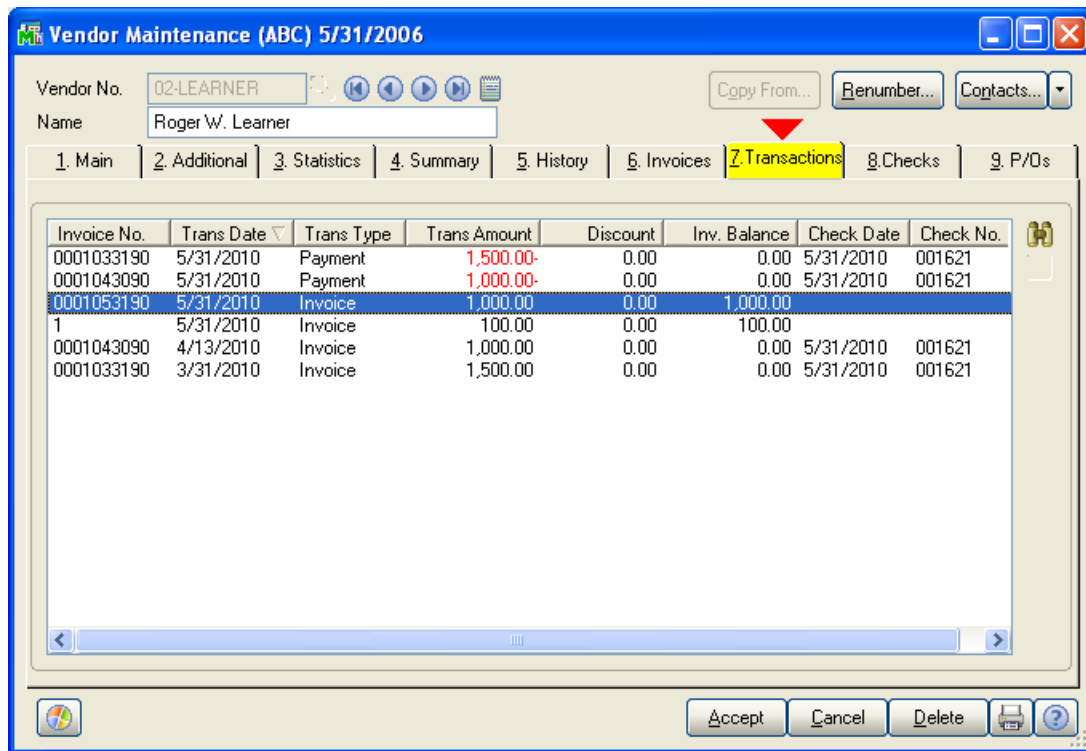 Vendor Maintenance (ABC) 5/31/2006
Vendor No. 02-LEARNER Copy From... Renumber... Contacts...
Name Roger W. Learner
1. Main 2. Additional 3. Statistics 4. Summary 5. History 6. Invoices 7.Transactions 8.Checks 9. P/Os
Invoice No. Trans Date Trans Type Trans Amount Discount Inv. Balance Check Date Check No.
0001033190 5/31/2010 Payment 1,500.00- 0.00 0.00 5/31/2010 001621
0001043090 5/31/2010 Payment 1,000.00- 0.00 0.00 5/31/2010 001621
0001053190 5/31/2010 Invoice 1,000.00 0.00 1,000.00
1 5/31/2010 Invoice 100.00 0.00 100.00
0001043090 4/13/2010 Invoice 1,000.00 0.00 0.00 5/31/2010 001621
0001033190 3/31/2010 Invoice 1,500.00 0.00 0.00 5/31/2010 001621
Accept Cancel Delete